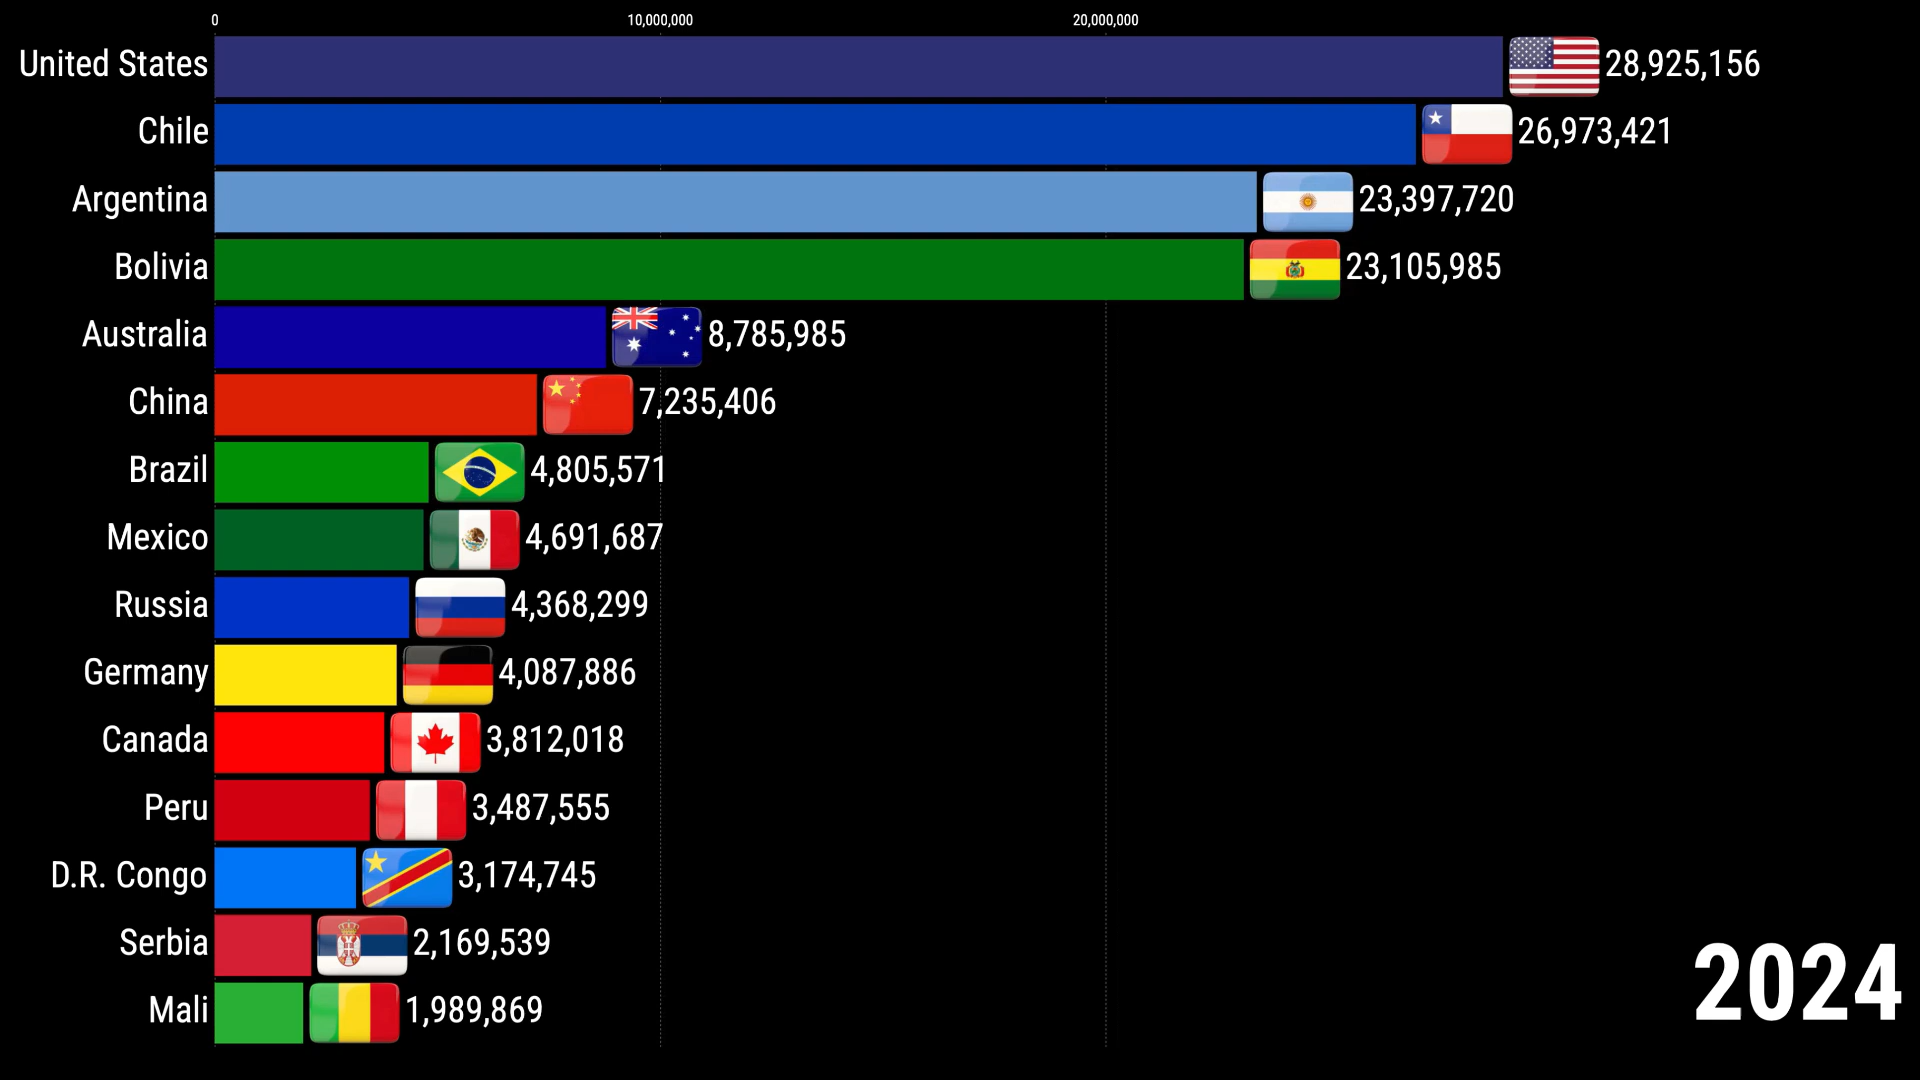 0 10,000,000 20,000,000
United States 28,925,156
Chile 26,973,421
Argentina 23,397,720
Bolivia 23,105,985
Australia 8,785,985
China 7,235,406
Brazil 4,805,571
Mexico 4,691,687
Russia 4,368,299
Germany 4,087,886
Canada 3,812,018
Peru 3,487,555
D.R. Congo 3,174,745
Serbia 2,169,539
Mali 1,989,869
2024